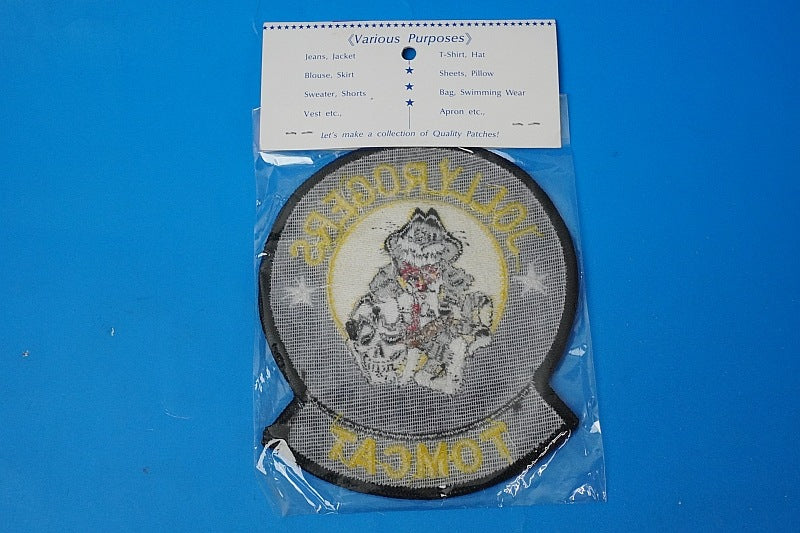 《Various Purposes》
Jeans, Jacket
Blouse, Skirt
Sweater, Shorts
Vest etc.,
T-Shirt, Hat
Sheets, Pillow
Bag, Swimming Wear
Apron etc.,
Let's make a collection of Quality Patches!
JOLLY ROGERS
TOMCAT